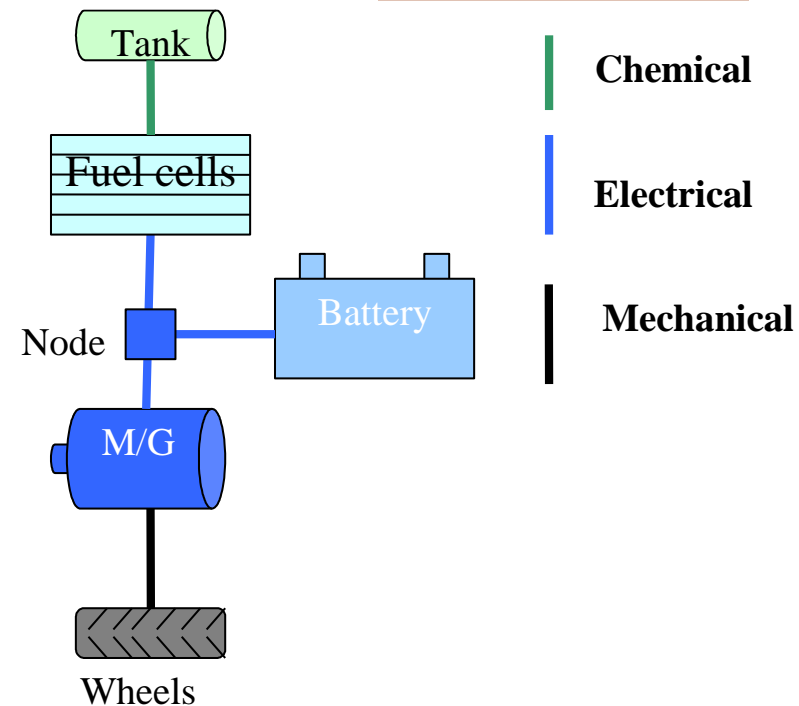 Tank
Chemical
Fuel cells
Electrical
Battery
Mechanical
Node
M/G
Wheels